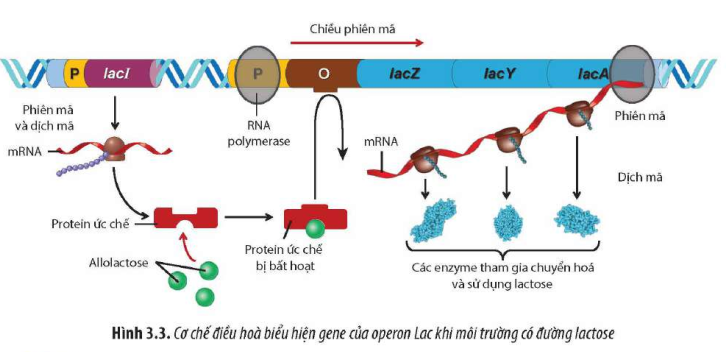 Chiều phiên mã
P
lacI
P
O
lacZ
lacY
lacA
Phiên mã
và dịch mã
RNA
polymerase
Phiên mã
mRNA
mRNA
Dịch mã
Protein ức chế
Protein ức chế
bị bất hoạt
Allolactose
Các enzyme tham gia chuyển hoá
và sử dụng lactose
Hình 3.3. Cơ chế điều hoà biểu hiện gene của operon Lac khi môi trường có đường lactose